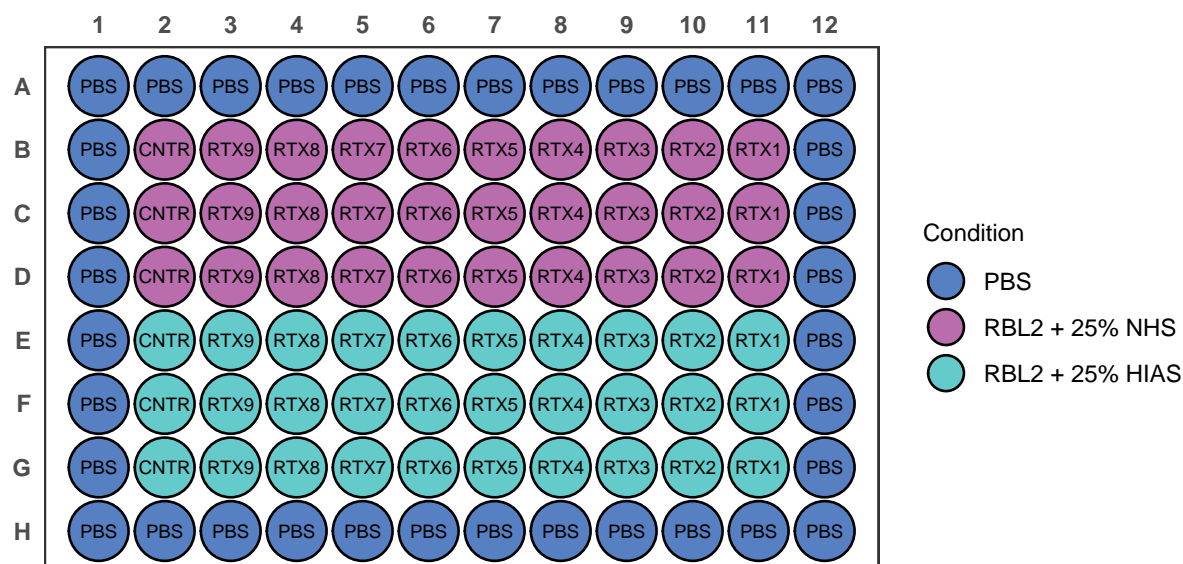 1 2 3 4 5 6 7 8 9 10 11 12
A PBS PBS PBS PBS PBS PBS PBS PBS PBS PBS PBS PBS
B PBS CNTR RTX9 RTX8 RTX7 RTX6 RTX5 RTX4 RTX3 RTX2 RTX1 PBS
C PBS CNTR RTX9 RTX8 RTX7 RTX6 RTX5 RTX4 RTX3 RTX2 RTX1 PBS
D PBS CNTR RTX9 RTX8 RTX7 RTX6 RTX5 RTX4 RTX3 RTX2 RTX1 PBS
E PBS CNTR RTX9 RTX8 RTX7 RTX6 RTX5 RTX4 RTX3 RTX2 RTX1 PBS
F PBS CNTR RTX9 RTX8 RTX7 RTX6 RTX5 RTX4 RTX3 RTX2 RTX1 PBS
G PBS CNTR RTX9 RTX8 RTX7 RTX6 RTX5 RTX4 RTX3 RTX2 RTX1 PBS
H PBS PBS PBS PBS PBS PBS PBS PBS PBS PBS PBS PBS
Condition
PBS
RBL2 + 25% NHS
RBL2 + 25% HIAS